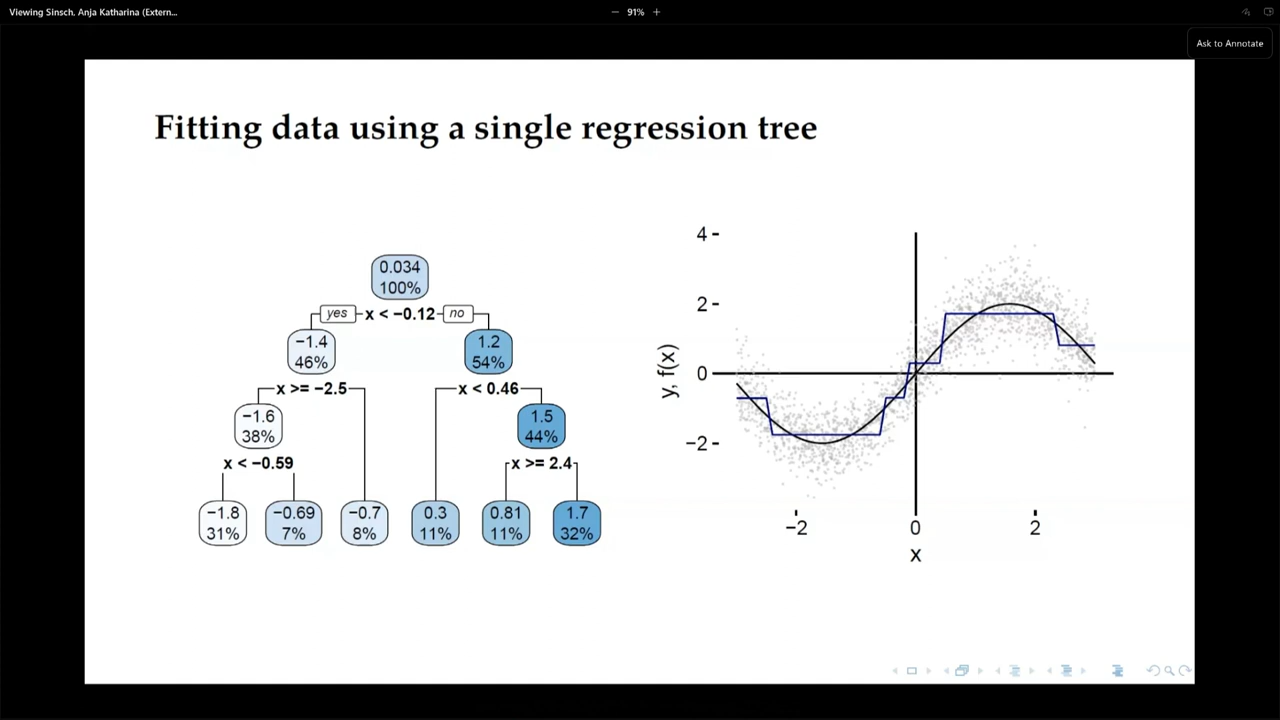 Viewing Sinsch, Anja Katharina (Extern...
− 91% +
Ask to Annotate
Fitting data using a single regression tree
0.034
100%
yes x < −0.12 no
−1.4
46%
1.2
54%
x >= −2.5
x < 0.46
−1.6
38%
1.5
44%
x < −0.59
x >= 2.4
−1.8
31%
−0.69
7%
−0.7
8%
0.3
11%
0.81
11%
1.7
32%
y, f(x)
4
2
0
−2
−2 0 2
x